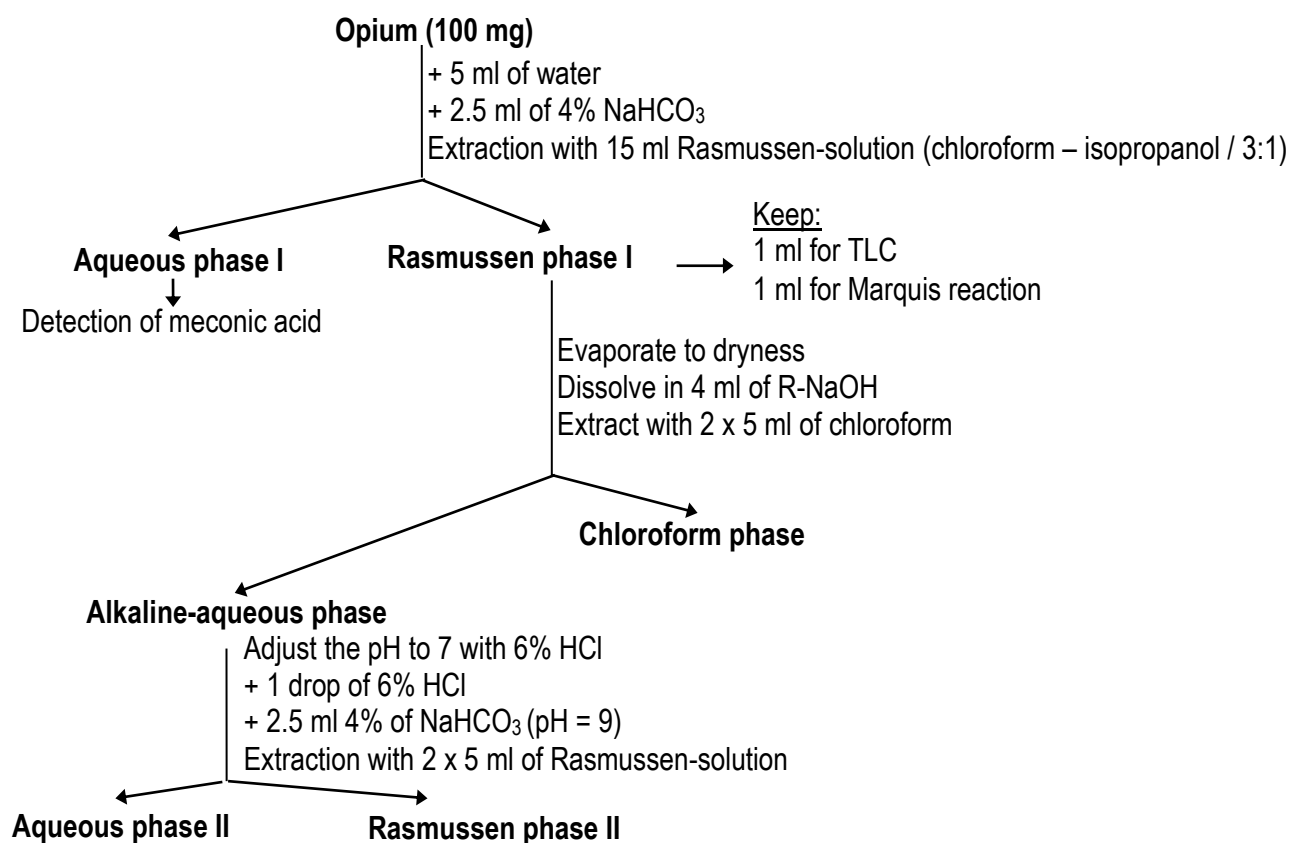 Opium (100 mg)
+ 5 ml of water
+ 2.5 ml of 4% NaHCO₃
Extraction with 15 ml Rasmussen-solution (chloroform – isopropanol / 3:1)
Keep:
1 ml for TLC
1 ml for Marquis reaction
Aqueous phase I
Rasmussen phase I
Detection of meconic acid
Evaporate to dryness
Dissolve in 4 ml of R-NaOH
Extract with 2 x 5 ml of chloroform
Chloroform phase
Alkaline-aqueous phase
Adjust the pH to 7 with 6% HCl
+ 1 drop of 6% HCl
+ 2.5 ml 4% of NaHCO₃ (pH = 9)
Extraction with 2 x 5 ml of Rasmussen-solution
Aqueous phase II
Rasmussen phase II